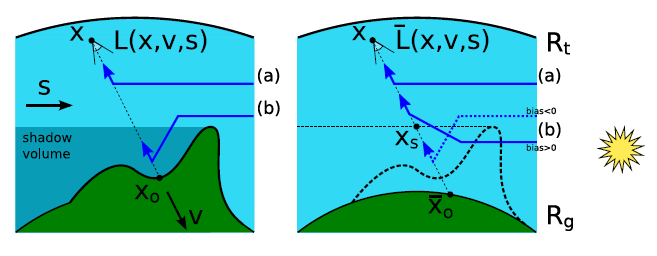 x L(x,v,s)
(a)
s
(b)
shadow
volume
x₀
v
x L̄(x,v,s) Rₜ
(a)
bias<0
(b)
xₛ
bias>0
x̄₀
R_g